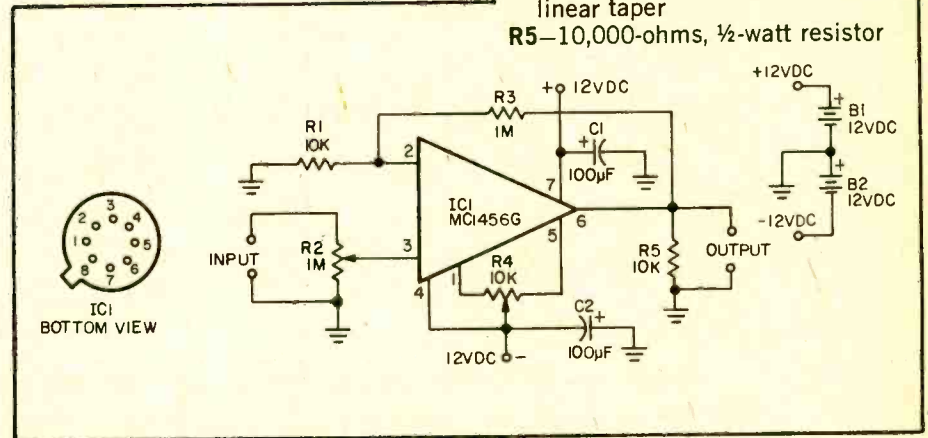 linear taper
R5—10,000-ohms, ½-watt resistor
+ 12VDC
+12VDC
R3
1M
R1
10K
+ C1
100µF
+
B1
12VDC
+
B2
12VDC
-12VDC
2
7
IC1
MC1456G
6
5
3
4
1
R4
10K
INPUT
R2
1M
R5
10K
OUTPUT
C2 +
100µF
12VDC -
1
2
3
4
5
6
7
8
IC1
BOTTOM VIEW